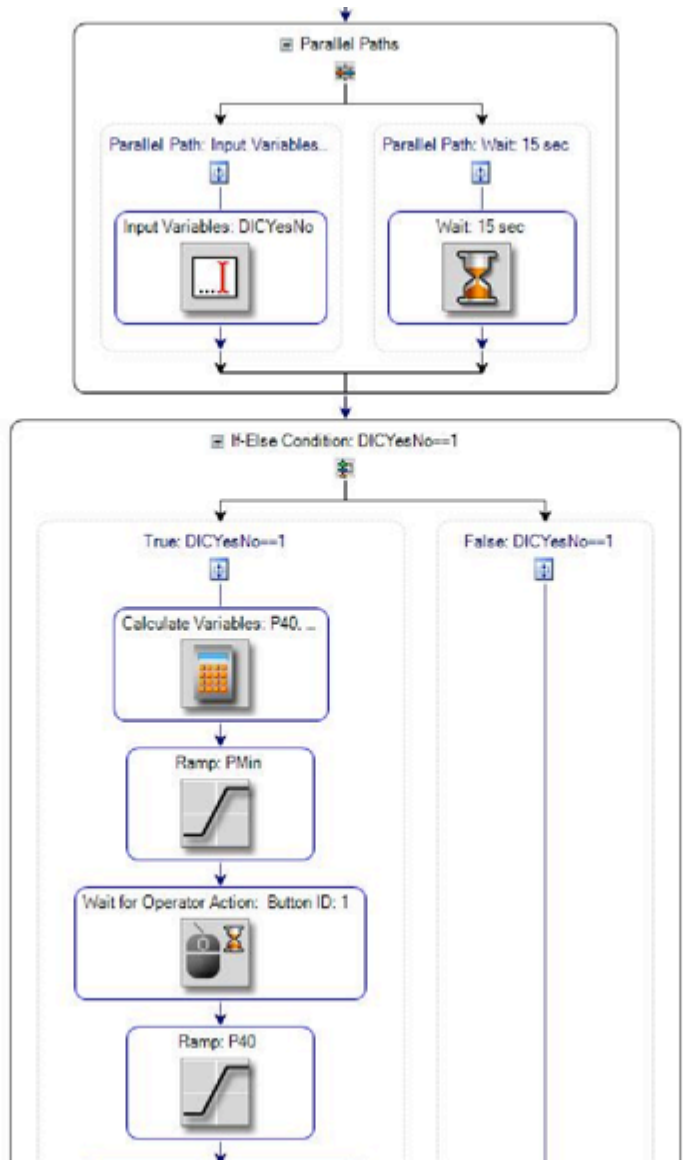 Parallel Paths
Parallel Path: Input Variables...
Parallel Path: Wait: 15 sec
Input Variables: DICYesNo
Wait: 15 sec
If-Else Condition: DICYesNo==1
True: DICYesNo==1
False: DICYesNo==1
Calculate Variables: P40, ...
Ramp: PMin
Wait for Operator Action: Button ID: 1
Ramp: P40